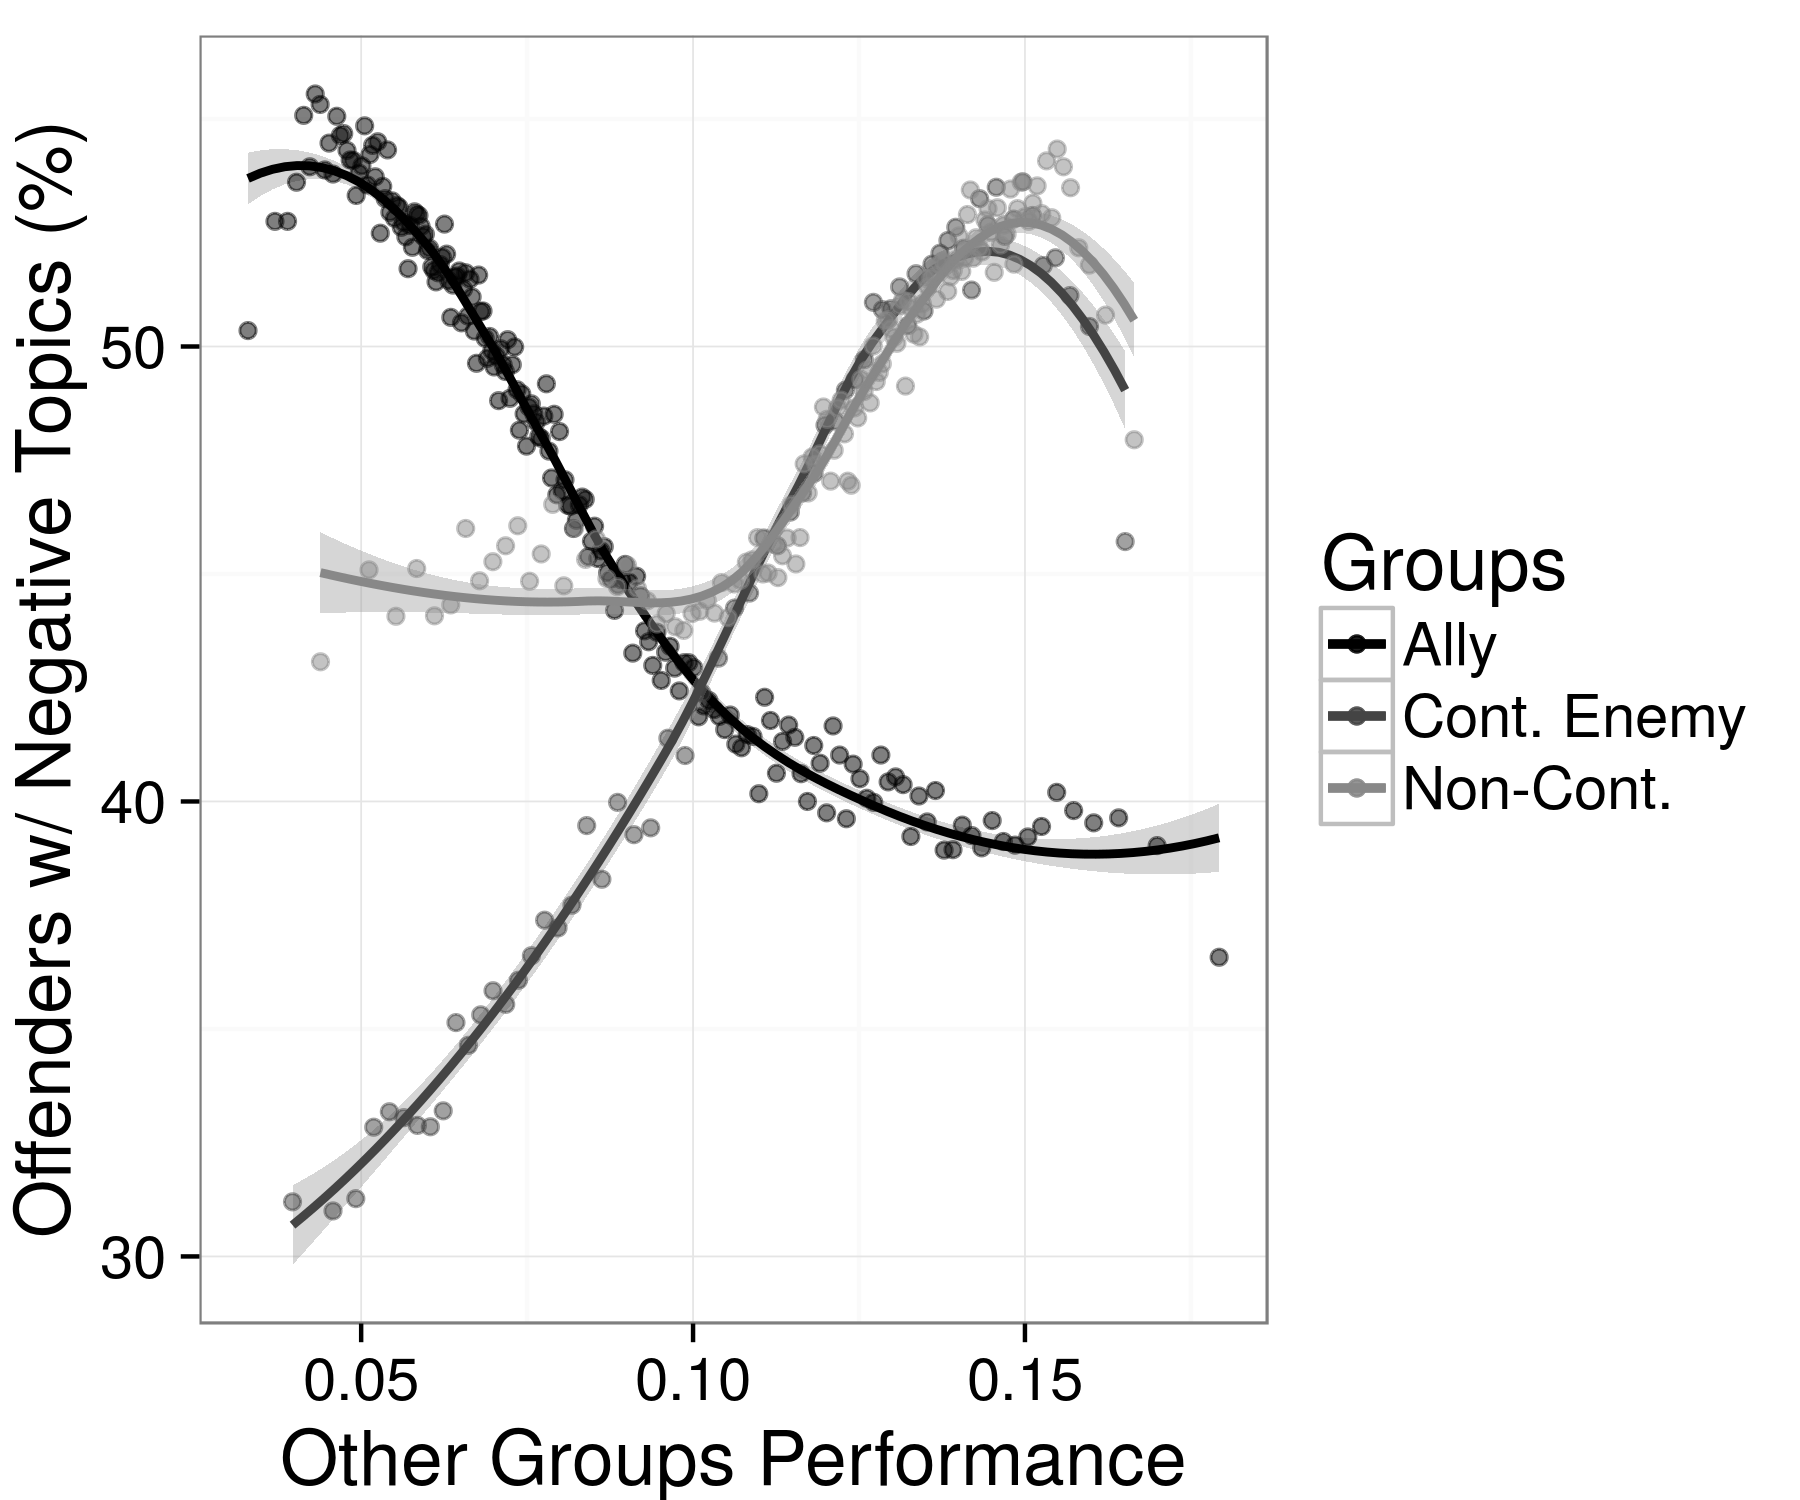 Offenders w/ Negative Topics (%)
50
40
30
0.05 0.10 0.15
Other Groups Performance
Groups
Ally
Cont. Enemy
Non-Cont.